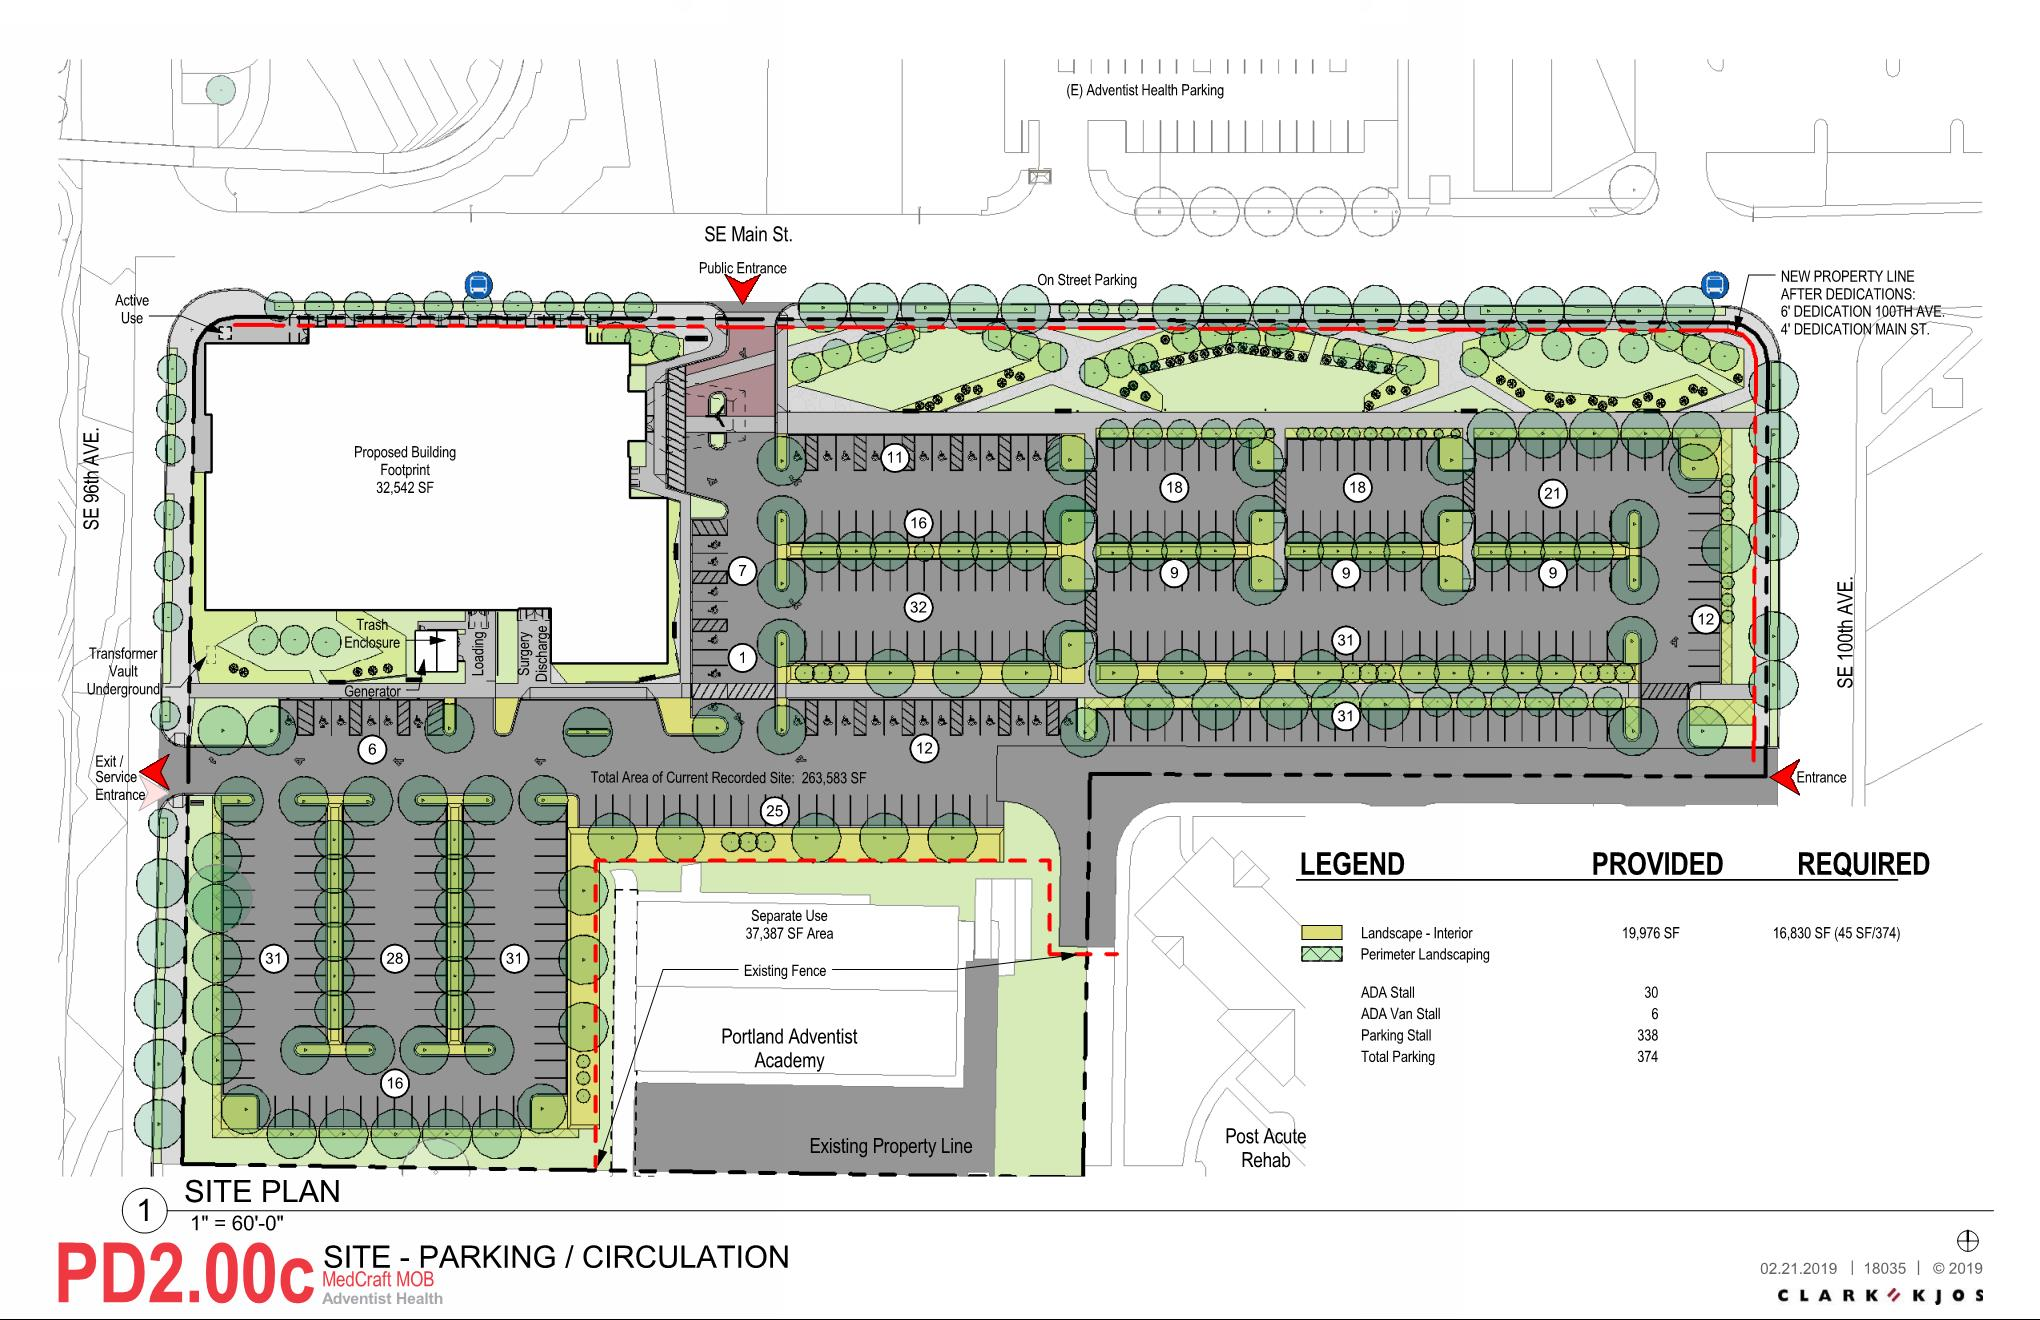 (E) Adventist Health Parking
SE Main St.
Public Entrance
On Street Parking
NEW PROPERTY LINE
AFTER DEDICATIONS:
6' DEDICATION 100TH AVE.
4' DEDICATION MAIN ST.
Active
Use
SE 96th AVE.
Proposed Building
Footprint
32,542 SF
11
18
18
21
16
7
9
9
9
32
12
1
31
SE 100th AVE.
Trash
Enclosure
Loading
Surgery
Discharge
Transformer
Vault
Underground
Generator
31
6
12
Exit /
Service
Entrance
Total Area of Current Recorded Site: 263,583 SF
Entrance
25
Separate Use
37,387 SF Area
31
28
31
Existing Fence
Portland Adventist
Academy
16
Existing Property Line
Post Acute
Rehab
LEGEND PROVIDED REQUIRED
Landscape - Interior 19,976 SF 16,830 SF (45 SF/374)
Perimeter Landscaping
ADA Stall 30
ADA Van Stall 6
Parking Stall 338
Total Parking 374
1 SITE PLAN
1" = 60'-0"
PD2.00c
SITE - PARKING / CIRCULATION
MedCraft MOB
Adventist Health
02.21.2019 | 18035 | © 2019
CLARK KJOS